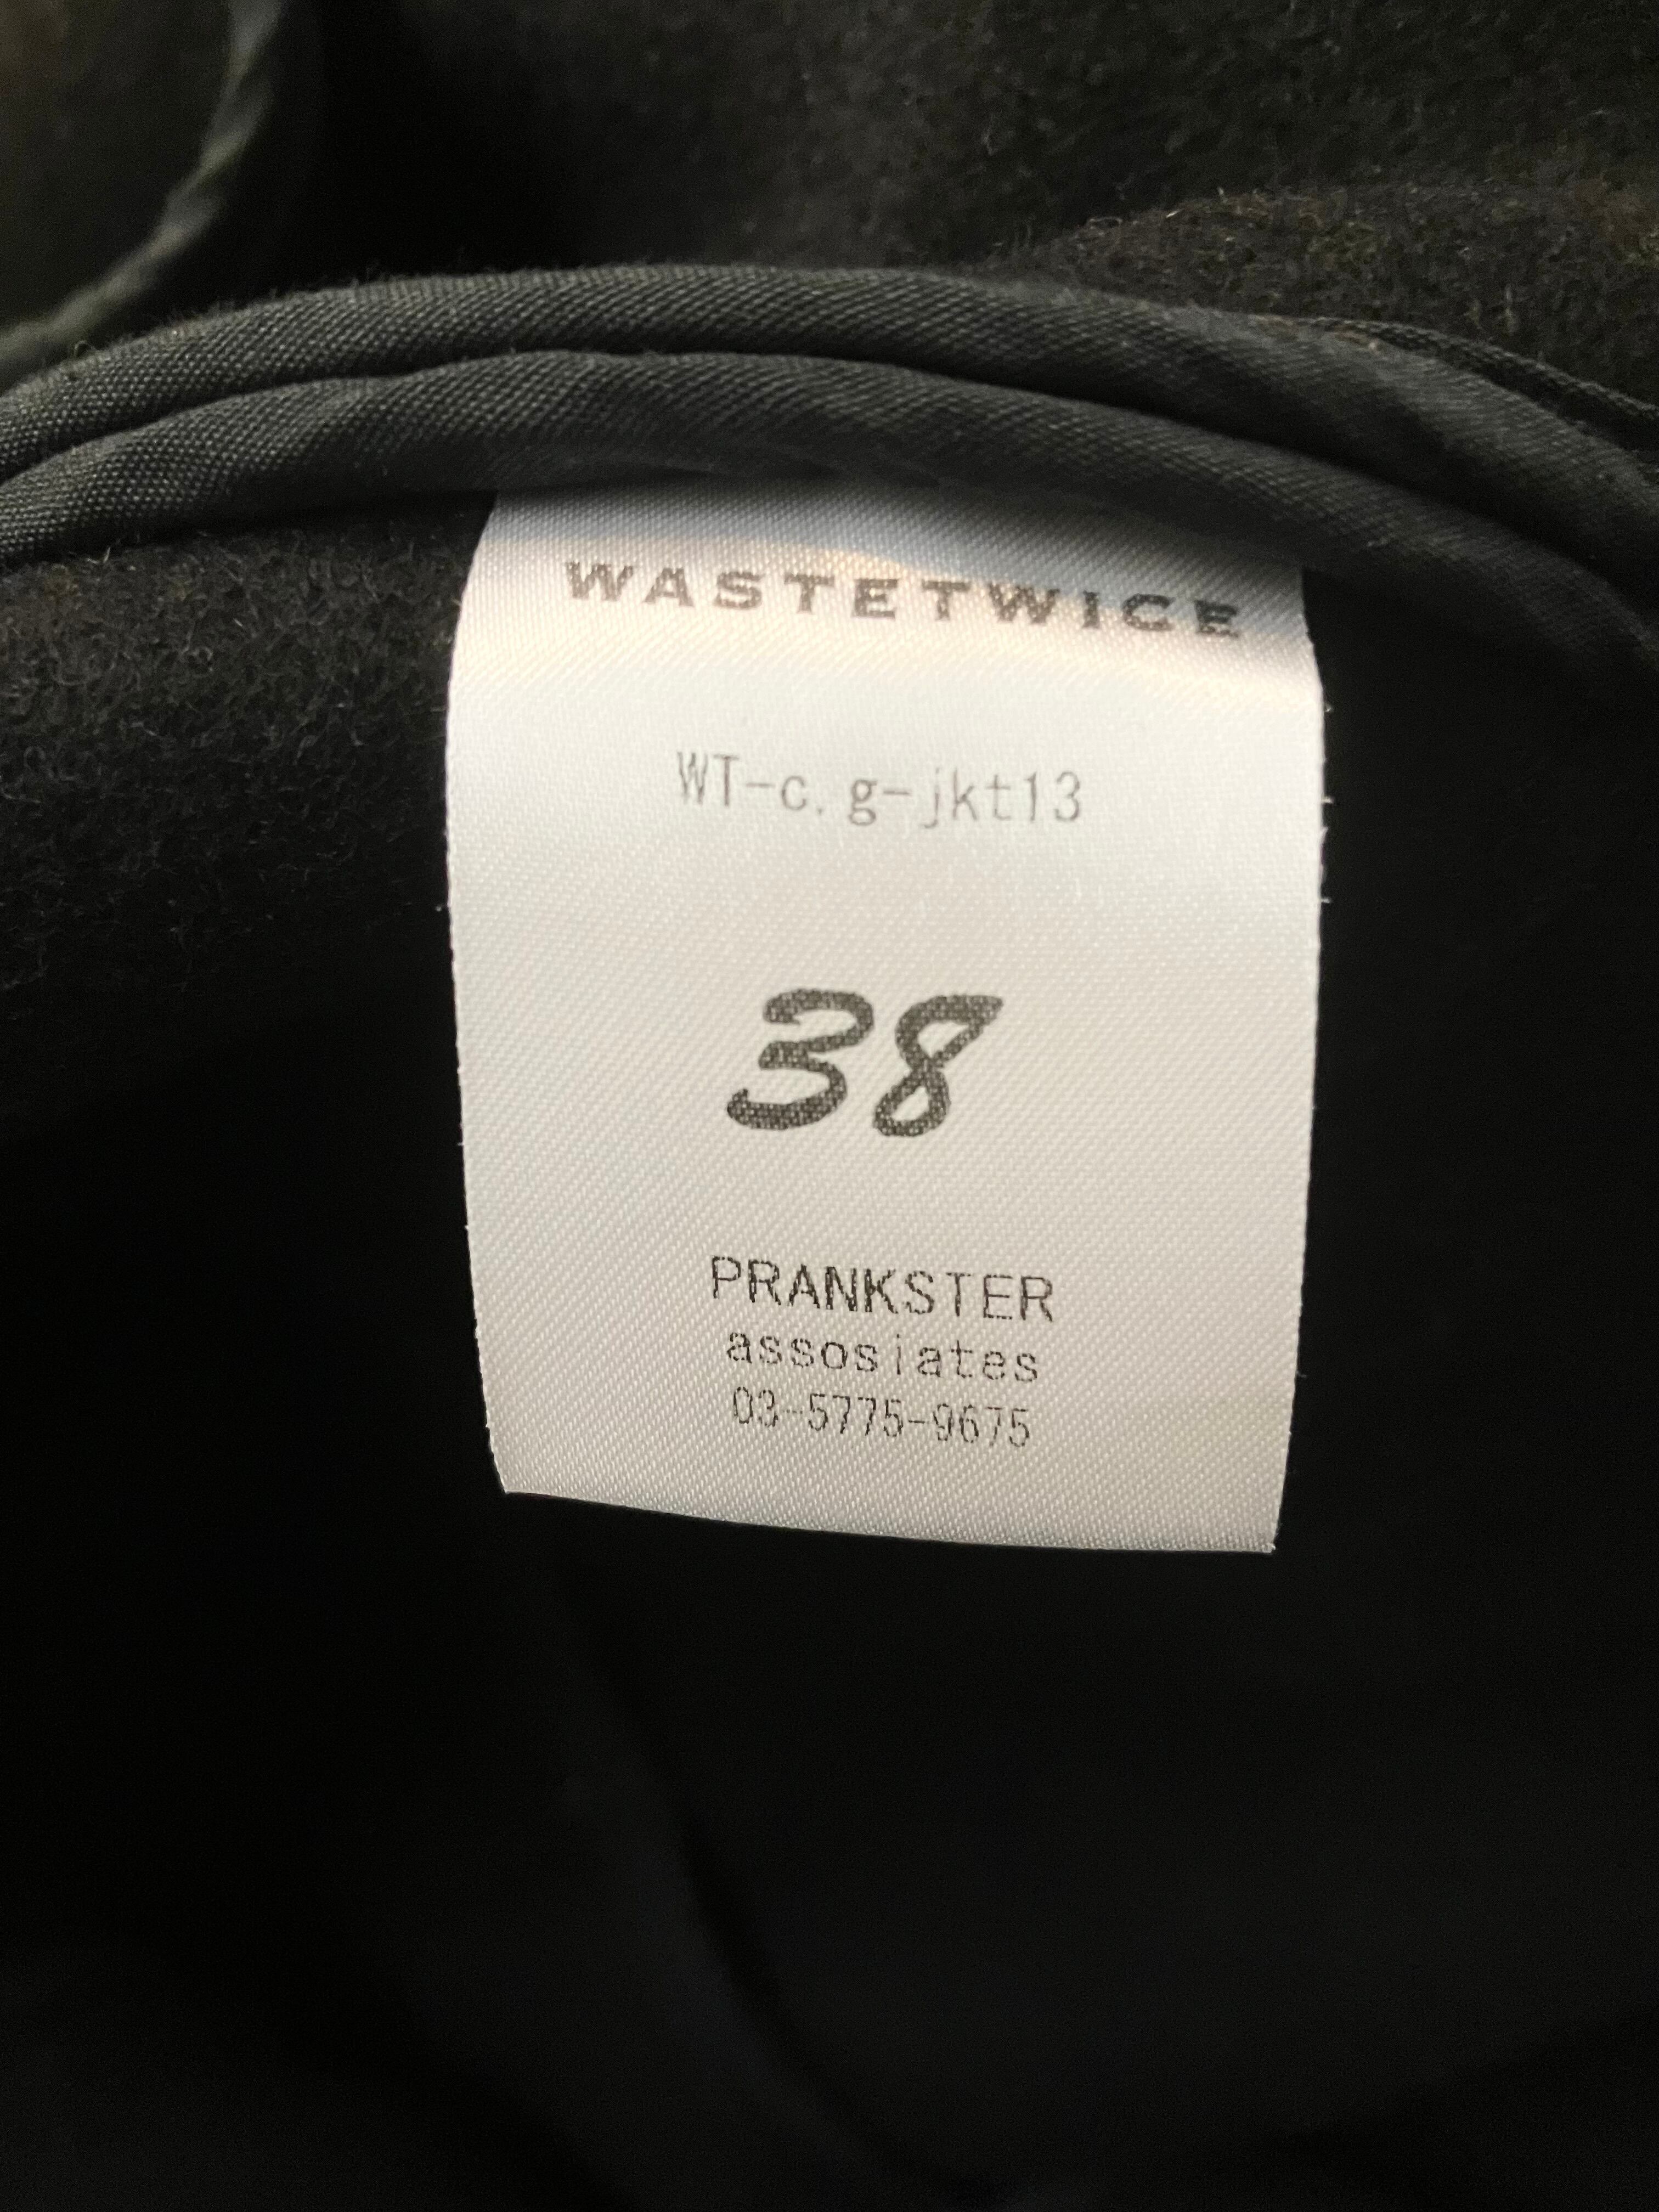 WASTETWICE
WT-c.g-jkt13
38
PRANKSTER
assosiates
03-5775-9675